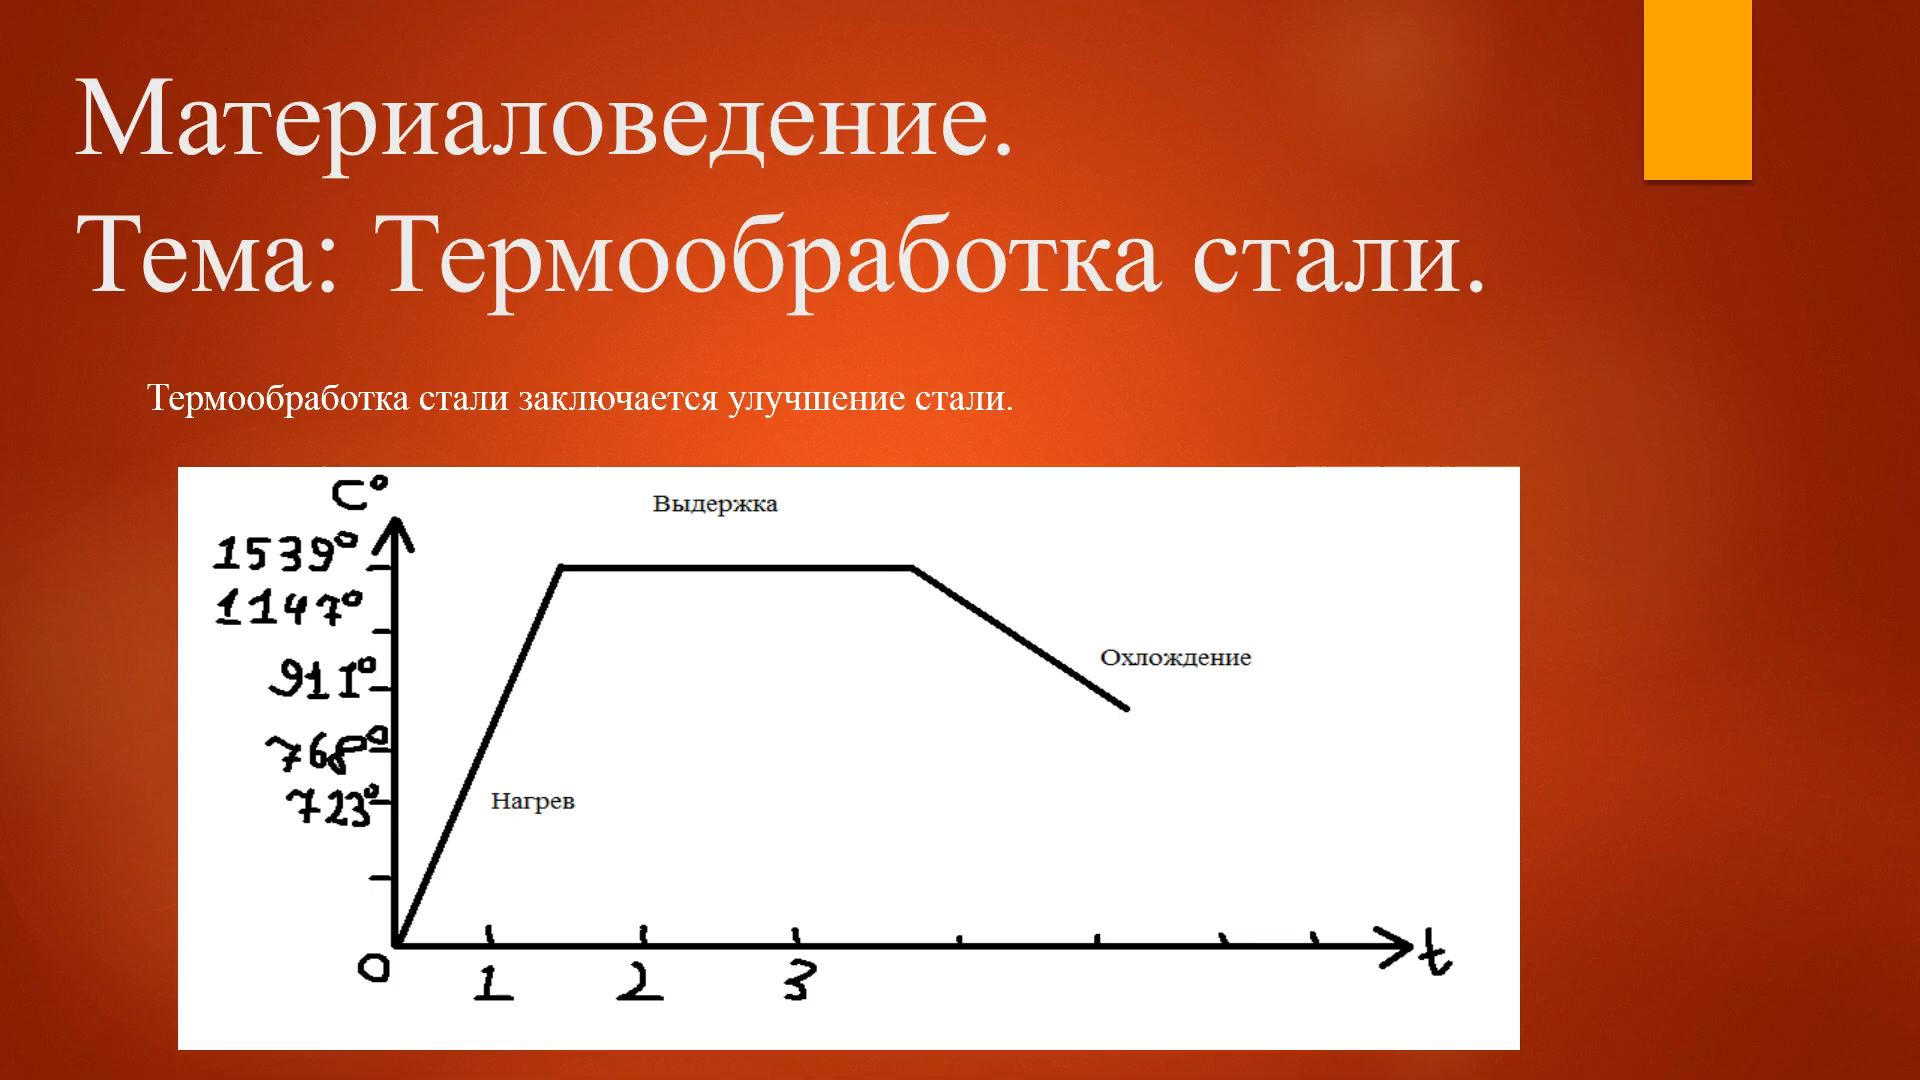 Материаловедение.
Тема: Термообработка стали.
Термообработка стали заключается улучшение стали.
C°
Выдержка
1539°
1147°
Охлождение
911°
768°
723°
Нагрев
0
1 2 3
t